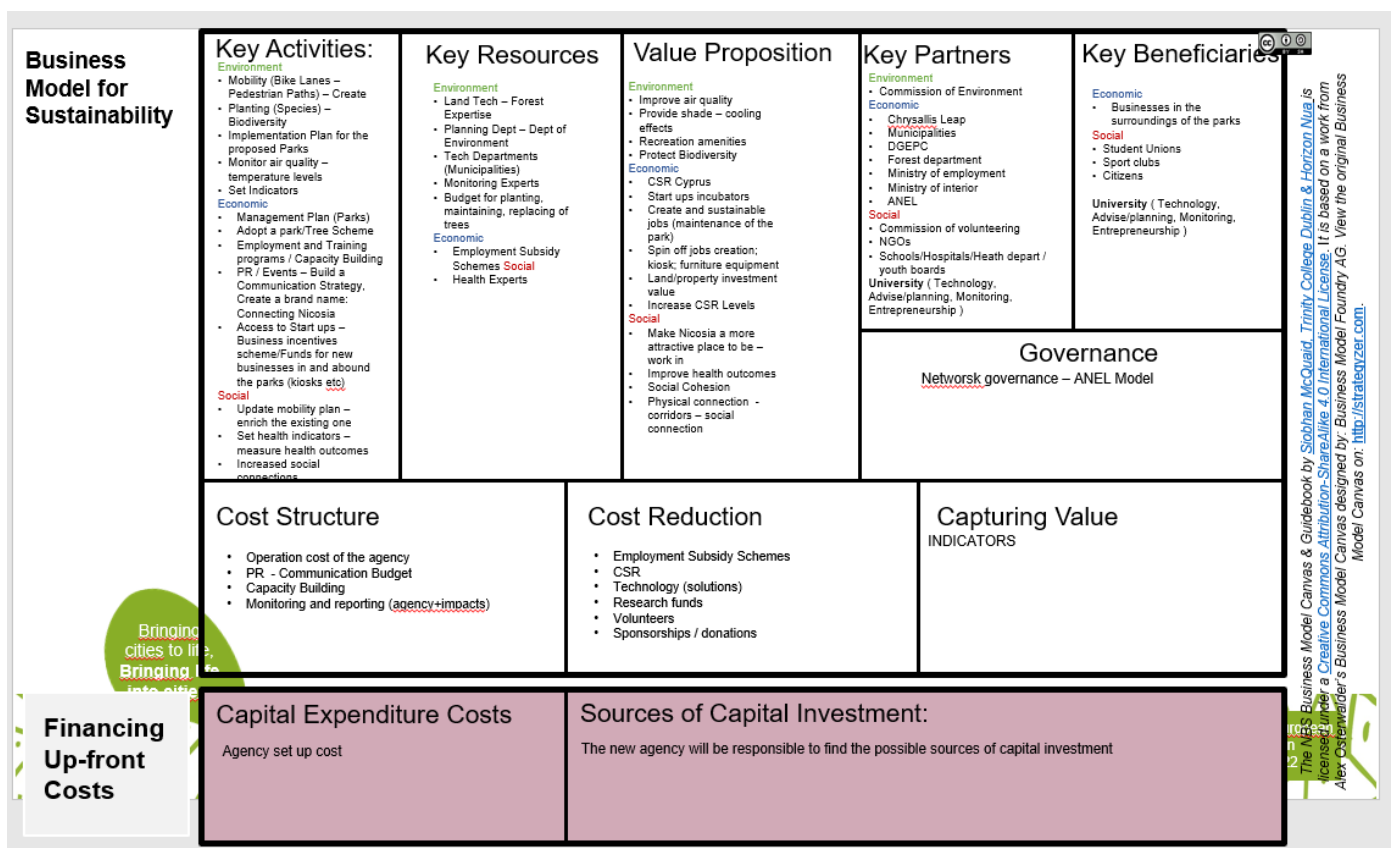 Business
Model for
Sustainability
Key Activities:
Environment
• Mobility (Bike Lanes –
Pedestrian Paths) – Create
• Planting (Species) –
Biodiversity
• Implementation Plan for the
proposed Parks
• Monitor air quality –
temperature levels
• Set Indicators
Economic
• Management Plan (Parks)
• Adopt a park/Tree Scheme
• Employment and Training
programs / Capacity Building
• PR / Events – Build a
Communication Strategy,
Create a brand name:
Connecting Nicosia
• Access to Start ups –
Business incentives
scheme/Funds for new
businesses in and abound
the parks (kiosks etc)
Social
• Update mobility plan –
enrich the existing one
• Set health indicators –
measure health outcomes
• Increased social
connections
Key Resources
Environment
• Land Tech – Forest
Expertise
• Planning Dept – Dept of
Environment
• Tech Departments
(Municipalities)
• Monitoring Experts
• Budget for planting,
maintaining, replacing of
trees
Economic
• Employment Subsidy
Schemes Social
• Health Experts
Value Proposition
Environment
• Improve air quality
• Provide shade – cooling
effects
• Recreation amenities
• Protect Biodiversity
Economic
• CSR Cyprus
• Start ups incubators
• Create and sustainable
jobs (maintenance of the
park)
• Spin off jobs creation;
kiosk; furniture equipment
• Land/property investment
value
• Increase CSR Levels
Social
• Make Nicosia a more
attractive place to be –
work in
• Improve health outcomes
• Social Cohesion
• Physical connection -
corridors – social
connection
Key Partners
Environment
• Commission of Environment
Economic
• Chrysallis Leap
• Municipalities
• DGEPC
• Forest department
• Ministry of employment
• Ministry of interior
• ANEL
Social
• Commission of volunteering
• NGOs
• Schools/Hospitals/Heath depart /
youth boards
University ( Technology,
Advise/planning, Monitoring,
Entrepreneurship )
Key Beneficiaries
Economic
• Businesses in the
surroundings of the parks
Social
• Student Unions
• Sport clubs
• Citizens
University ( Technology,
Advise/planning, Monitoring,
Entrepreneurship )
Governance
Networsk governance – ANEL Model
Cost Structure
• Operation cost of the agency
• PR - Communication Budget
• Capacity Building
• Monitoring and reporting (agency+impacts)
Cost Reduction
• Employment Subsidy Schemes
• CSR
• Technology (solutions)
• Research funds
• Volunteers
• Sponsorships / donations
Capturing Value
INDICATORS
Bringing
cities to life,
Bringing life
into cities
Financing
Up-front
Costs
Capital Expenditure Costs
Agency set up cost
Sources of Capital Investment:
The new agency will be responsible to find the possible sources of capital investment
The NBS Business Model Canvas & Guidebook by Siobhan McQuaid, Trinity College Dublin & Horizon Nua is
licensed under a Creative Commons Attribution-ShareAlike 4.0 International License. It is based on a work from
Alex Osterwalder's Business Model Canvas designed by: Business Model Foundry AG. View the original Business
Model Canvas on: http://strategyzer.com.